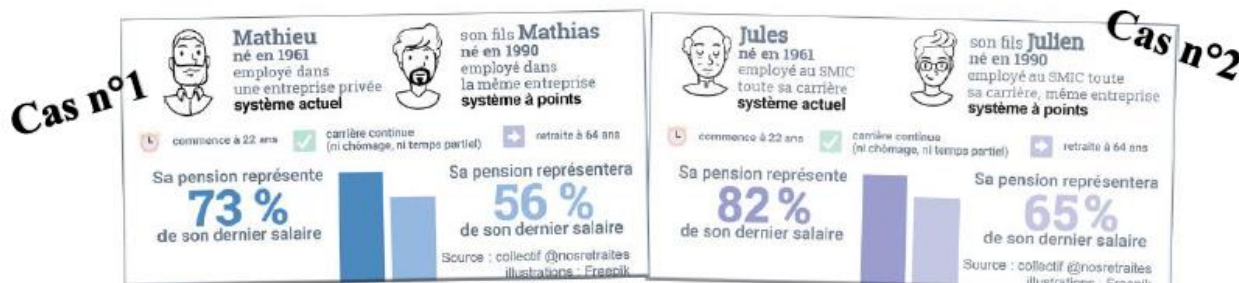 Cas n°1
Mathieu
né en 1961
employé dans
une entreprise privée
système actuel
son fils Mathias
né en 1990
employé dans
la même entreprise
système à points
commence à 22 ans
carrière continue
(ni chômage, ni temps partiel)
retraite à 64 ans
Sa pension représente
73 %
de son dernier salaire
Sa pension représentera
56 %
de son dernier salaire
Source : collectif @nosretraites
illustrations : Freepik
Cas n°2
Jules
né en 1961
employé au SMIC
toute sa carrière
système actuel
son fils Julien
né en 1990
employé au SMIC toute
sa carrière, même entreprise
système à points
commence à 22 ans
carrière continue
(ni chômage, ni temps partiel)
retraite à 64 ans
Sa pension représente
82 %
de son dernier salaire
Sa pension représentera
65%
de son dernier salaire
Source : collectif @nosretraites
illustrations : Freepik